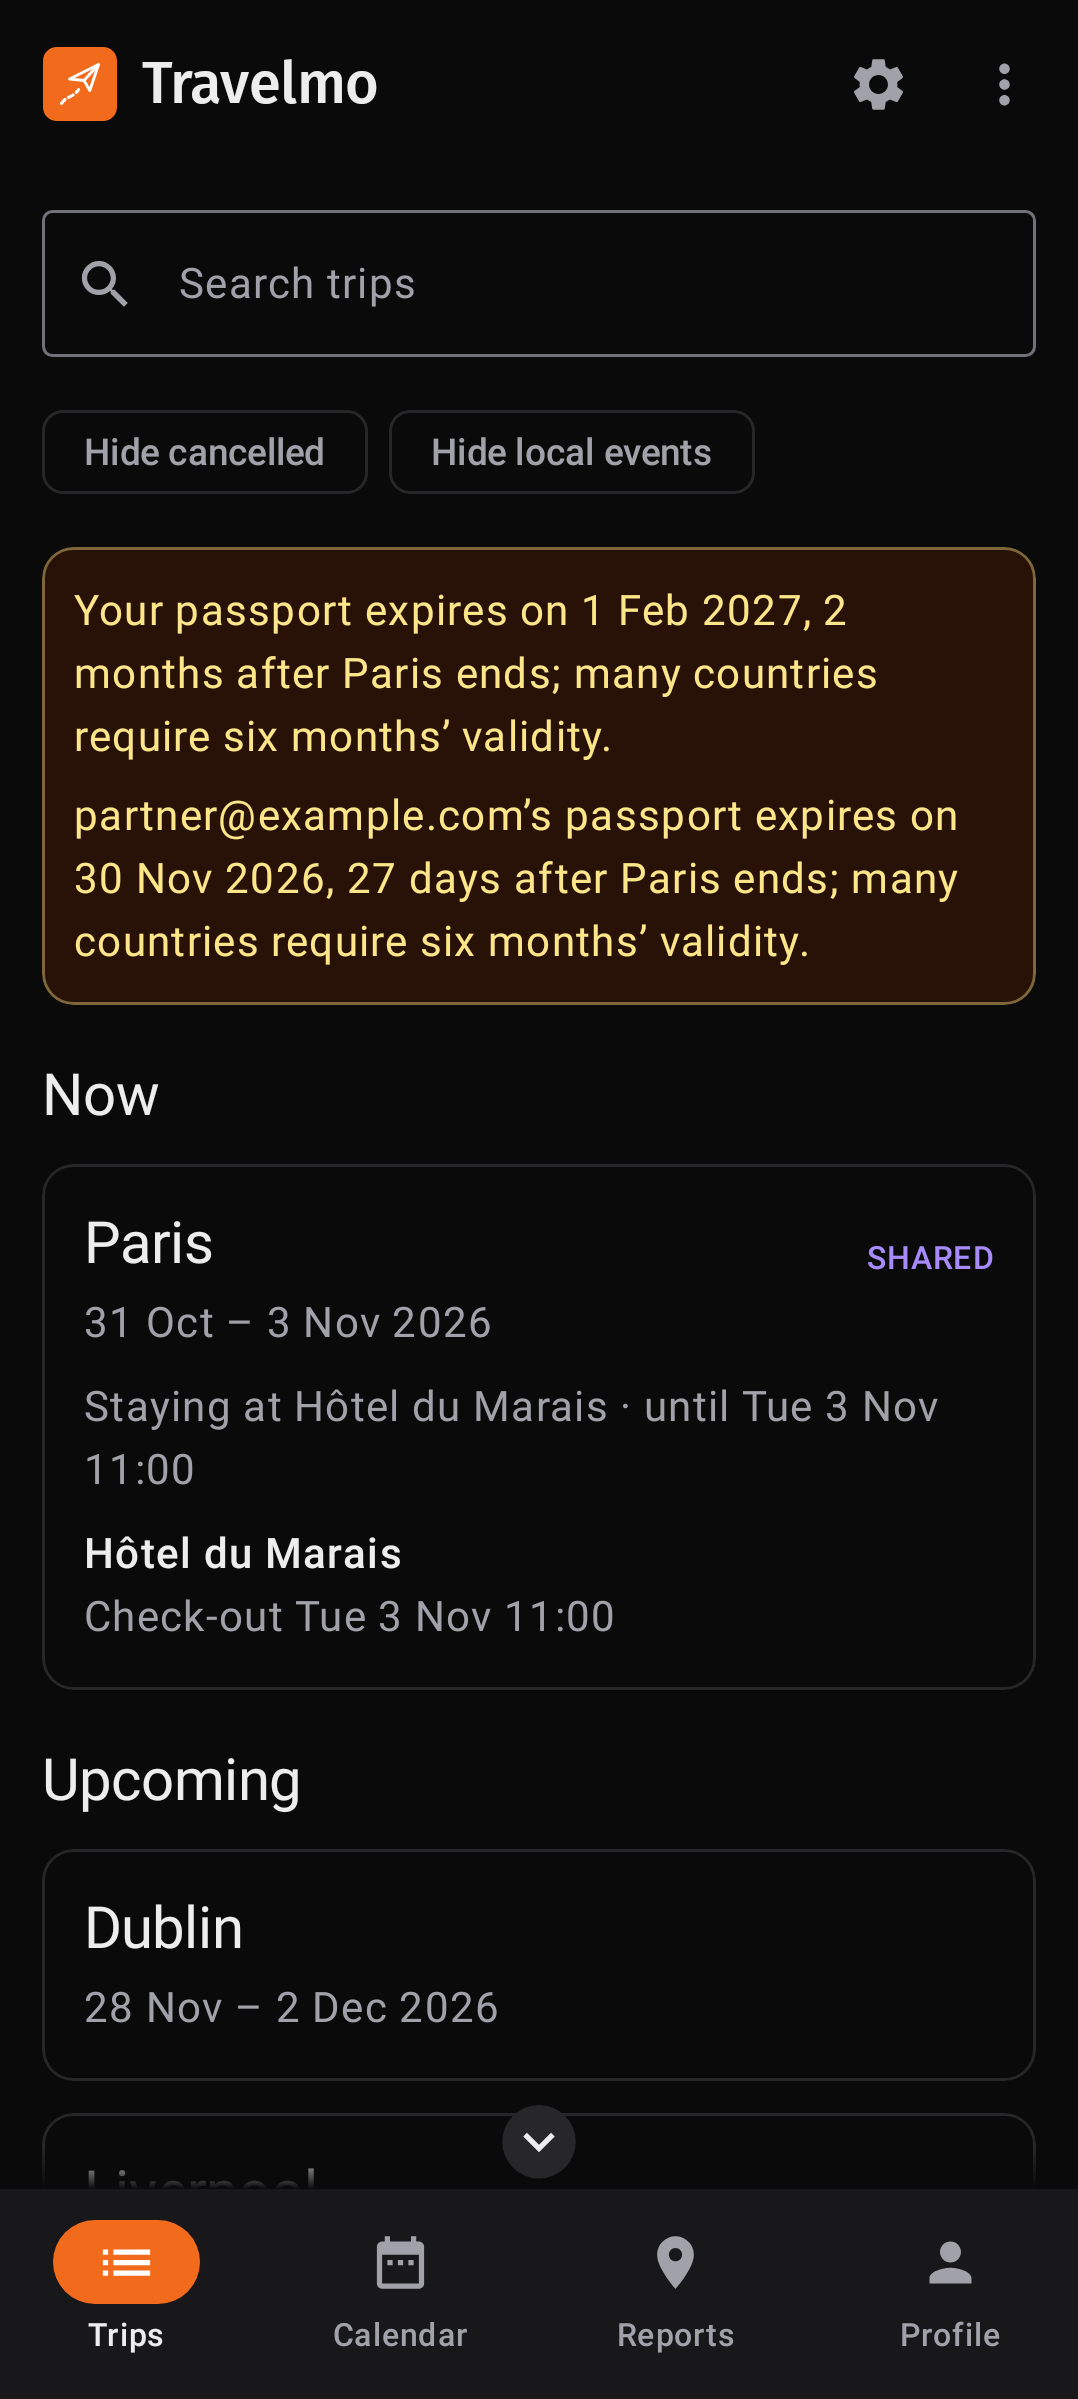 Travelmo
Search trips
Hide cancelled
Hide local events
Your passport expires on 1 Feb 2027, 2
months after Paris ends; many countries
require six months’ validity.
partner@example.com’s passport expires on
30 Nov 2026, 27 days after Paris ends; many
countries require six months’ validity.
Now
Paris
SHARED
31 Oct – 3 Nov 2026
Staying at Hôtel du Marais · until Tue 3 Nov
11:00
Hôtel du Marais
Check-out Tue 3 Nov 11:00
Upcoming
Dublin
28 Nov – 2 Dec 2026
Liverpool
Trips
Calendar
Reports
Profile